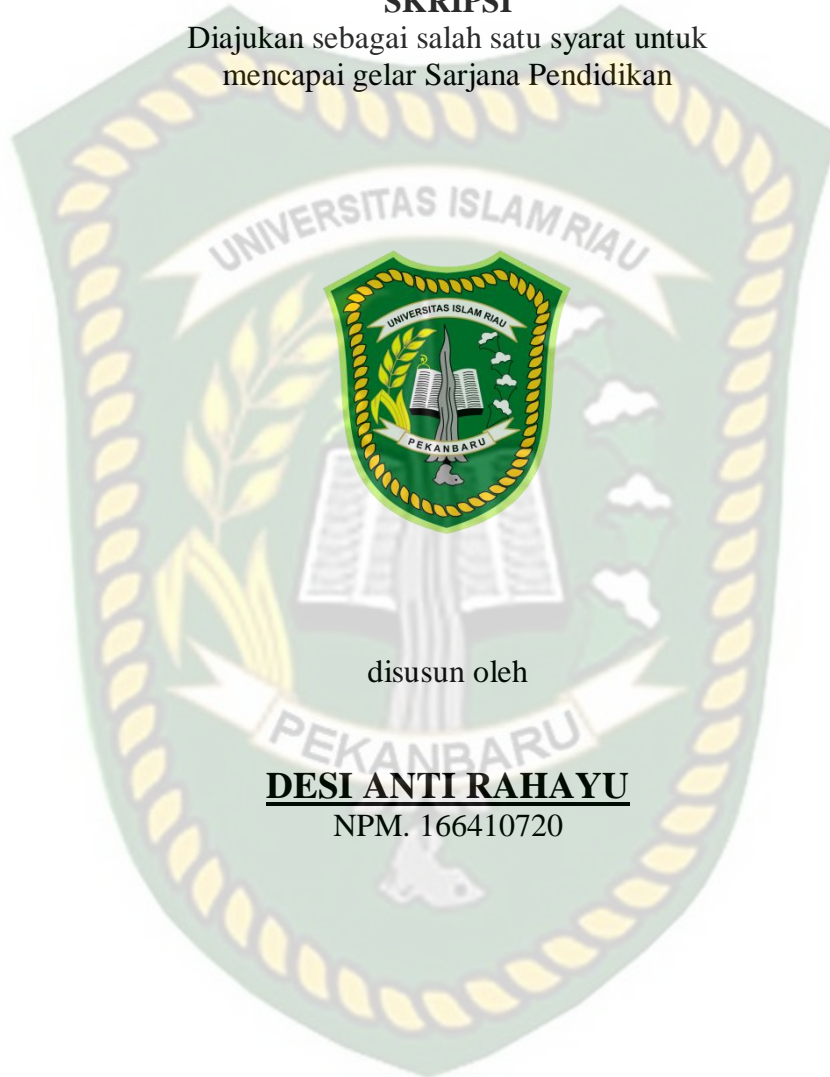 SKRIPSI
Diajukan sebagai salah satu syarat untuk
mencapai gelar Sarjana Pendidikan
UNIVERSITAS ISLAM RIAU
UNIVERSITAS ISLAM RIAU
PEKANBARU
disusun oleh
PEKANBARU
DESI ANTI RAHAYU
NPM. 166410720